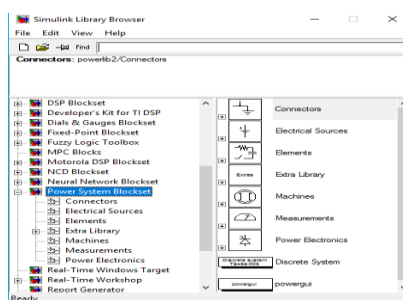 Simulink Library Browser
File Edit View Help
Find
Connectors: powerlib2/Connectors
DSP Blockset
Developer's Kit for TI DSP
Dials & Gauges Blockset
Fixed-Point Blockset
Fuzzy Logic Toolbox
MPC Blocks
Motorola DSP Blockset
NCD Blockset
Neural Network Blockset
Power System Blockset
Connectors
Electrical Sources
Elements
Extra Library
Machines
Measurements
Power Electronics
Real-Time Windows Target
Real-Time Workshop
Report Generator
Connectors
Electrical Sources
Elements
Extras Extra Library
Machines
Measurements
Power Electronics
Discrete System
powergui powergui
Ready